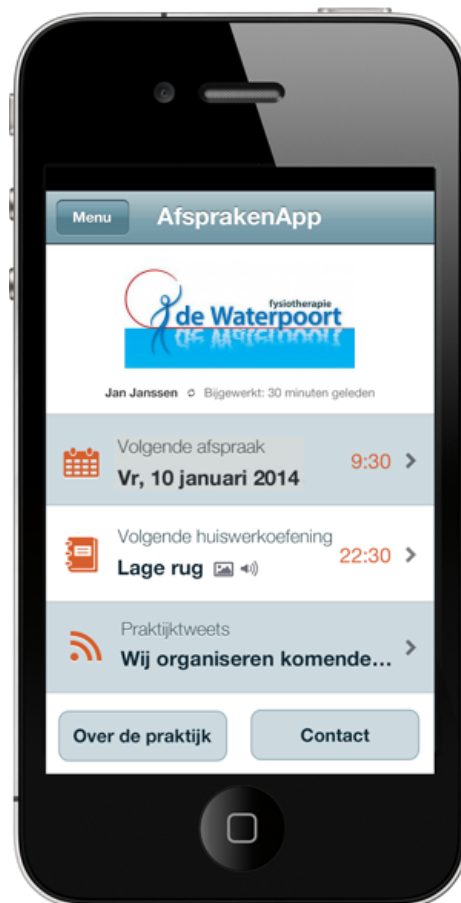 Menu
AfsprakenApp
fysiotherapie
de Waterpoort
Jan Janssen Bijgewerkt: 30 minuten geleden
Volgende afspraak
9:30
Vr, 10 januari 2014
Volgende huiswerkoefening
22:30
Lage rug
Praktijktweets
Wij organiseren komende...
Over de praktijk
Contact